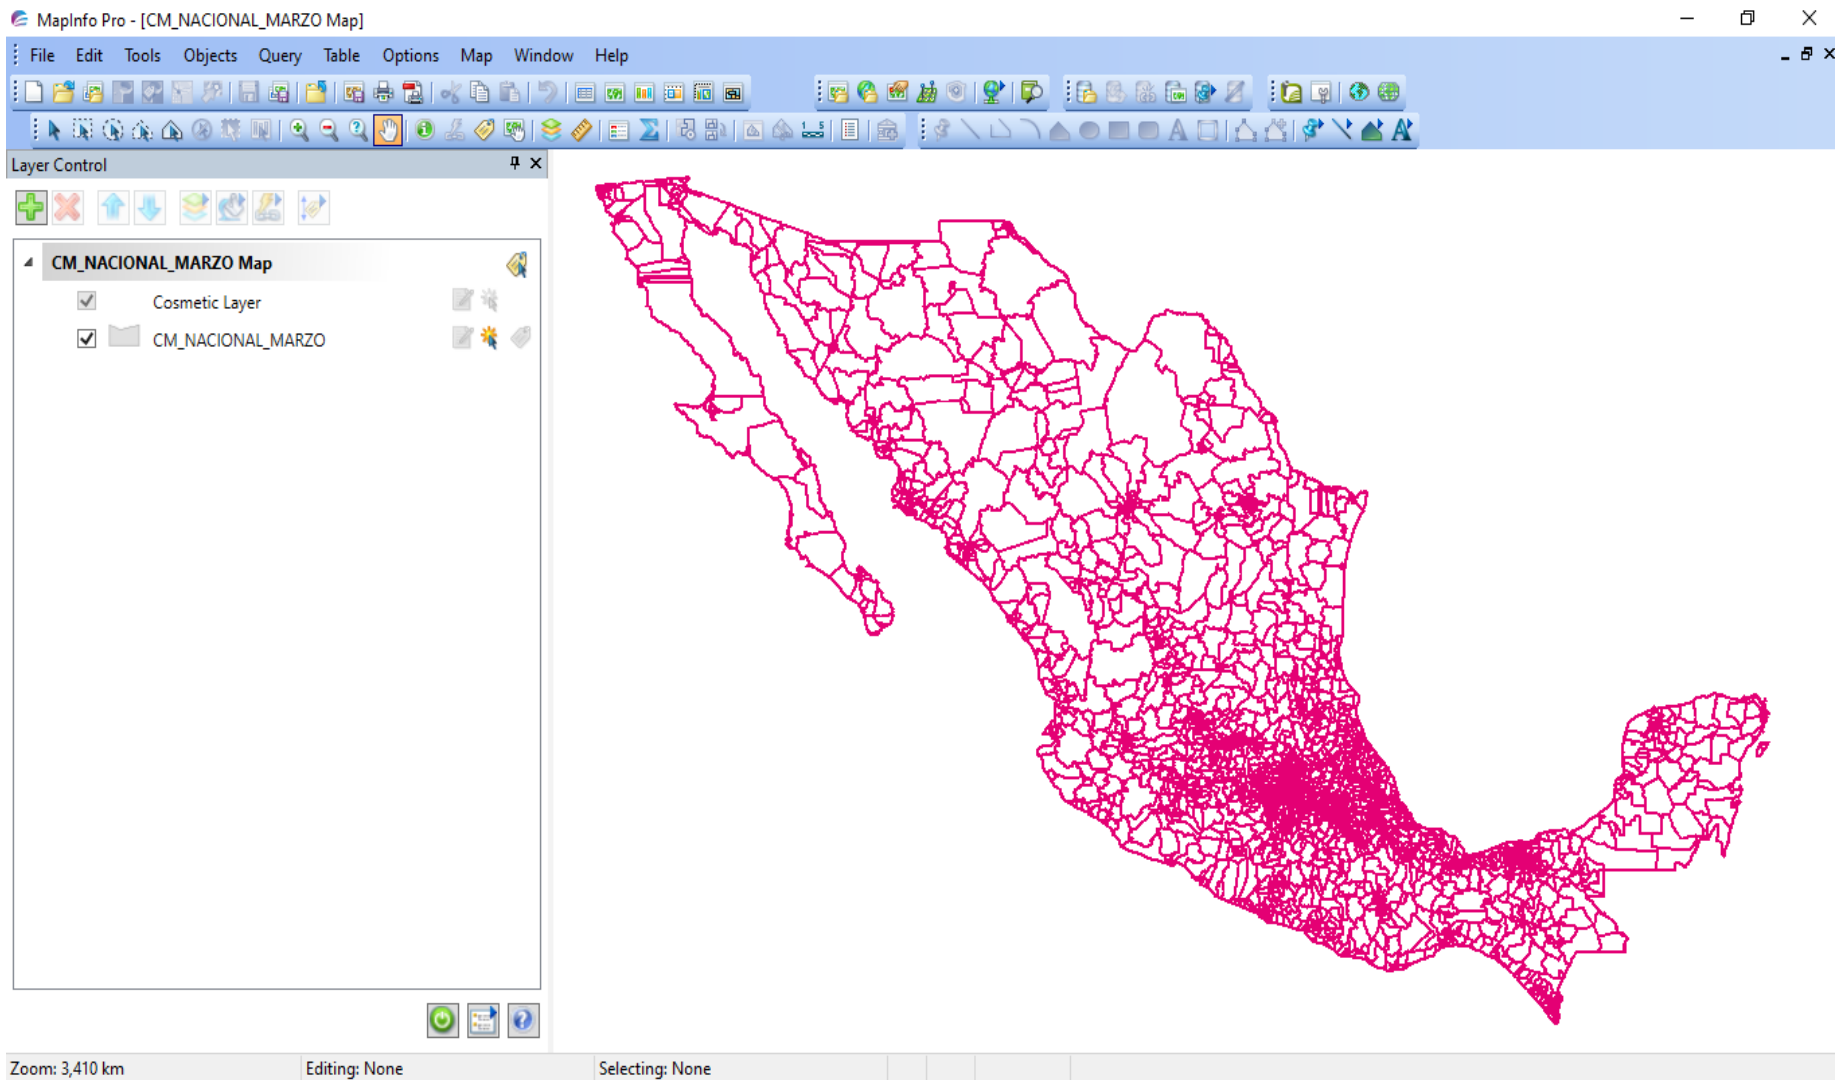 MapInfo Pro - [CM_NACIONAL_MARZO Map]
File Edit Tools Objects Query Table Options Map Window Help
Layer Control
CM_NACIONAL_MARZO Map
Cosmetic Layer
CM_NACIONAL_MARZO
Zoom: 3,410 km Editing: None Selecting: None